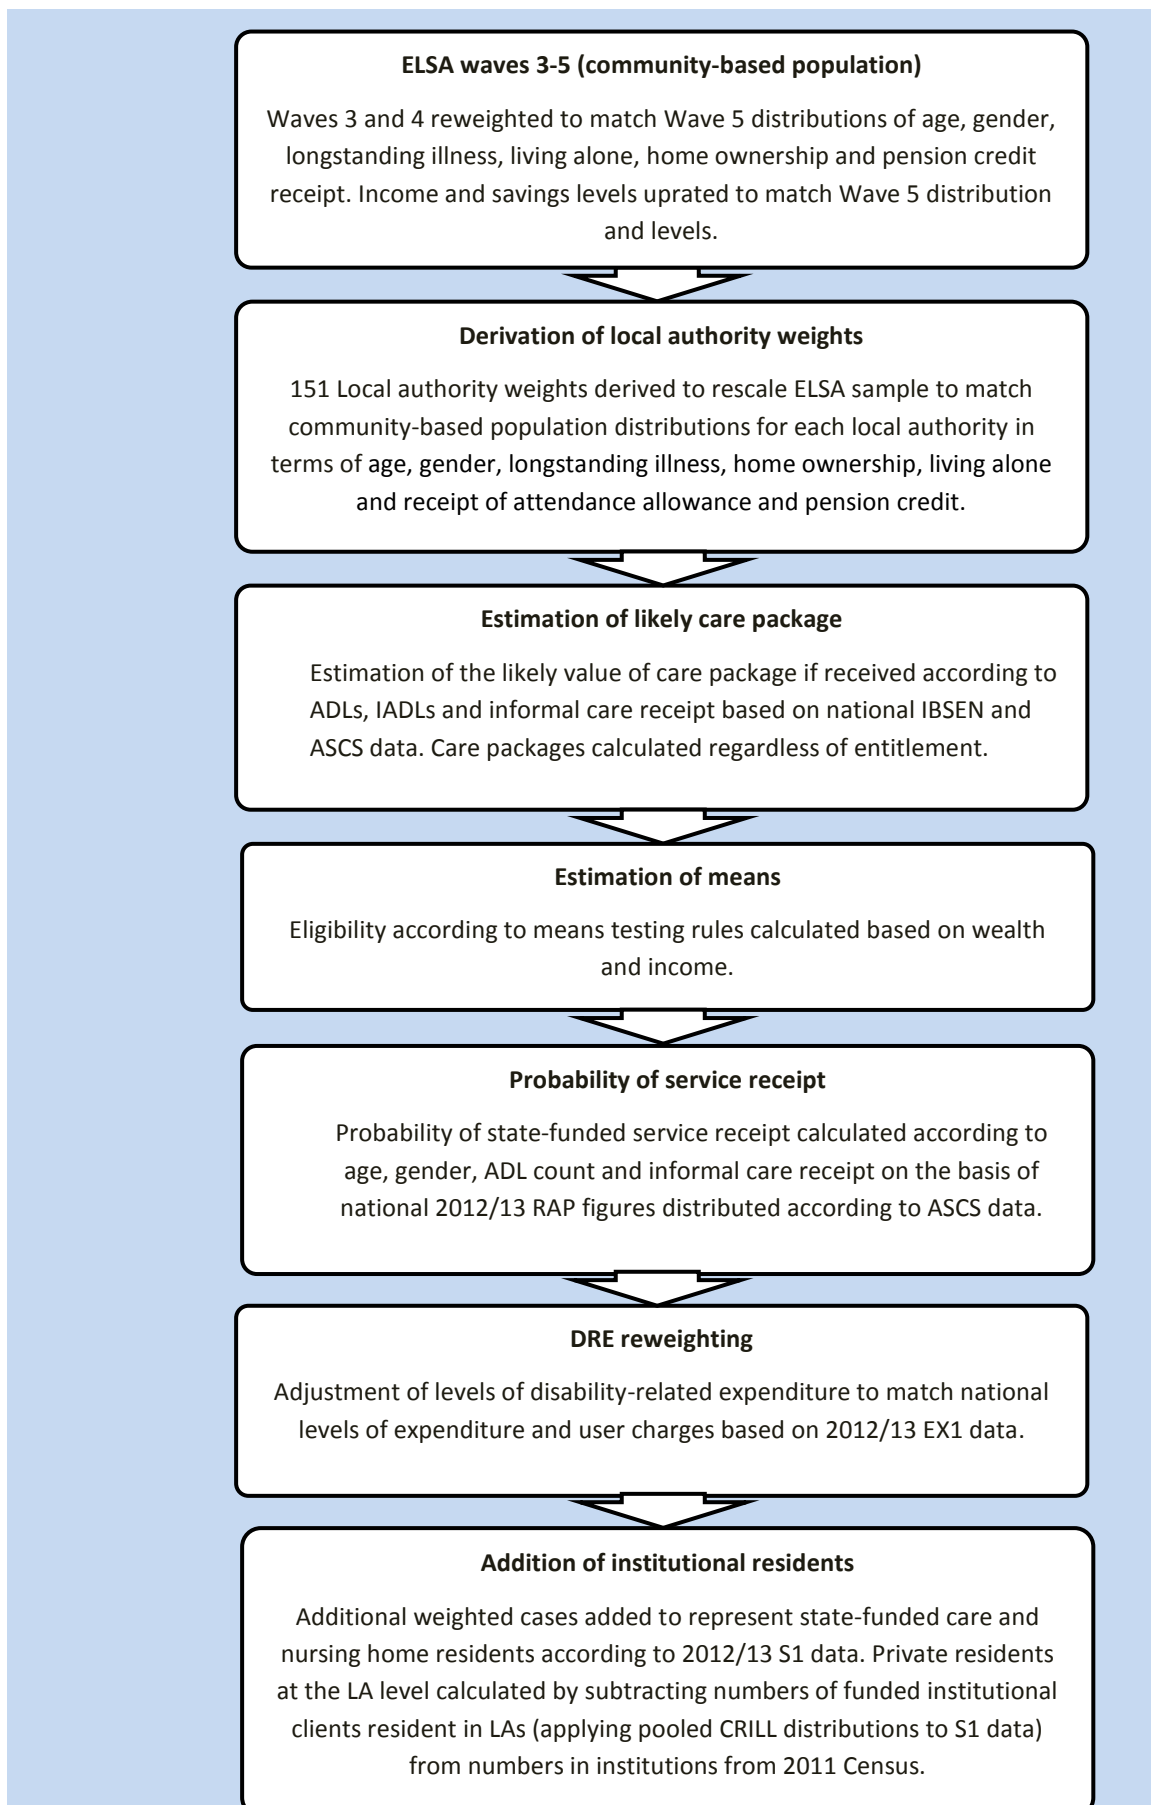 ELSA waves 3-5 (community-based population)
Waves 3 and 4 reweighted to match Wave 5 distributions of age, gender,
longstanding illness, living alone, home ownership and pension credit
receipt. Income and savings levels uprated to match Wave 5 distribution
and levels.
Derivation of local authority weights
151 Local authority weights derived to rescale ELSA sample to match
community-based population distributions for each local authority in
terms of age, gender, longstanding illness, home ownership, living alone
and receipt of attendance allowance and pension credit.
Estimation of likely care package
Estimation of the likely value of care package if received according to
ADLs, IADLs and informal care receipt based on national IBSEN and
ASCS data. Care packages calculated regardless of entitlement.
Estimation of means
Eligibility according to means testing rules calculated based on wealth
and income.
Probability of service receipt
Probability of state-funded service receipt calculated according to
age, gender, ADL count and informal care receipt on the basis of
national 2012/13 RAP figures distributed according to ASCS data.
DRE reweighting
Adjustment of levels of disability-related expenditure to match national
levels of expenditure and user charges based on 2012/13 EX1 data.
Addition of institutional residents
Additional weighted cases added to represent state-funded care and
nursing home residents according to 2012/13 S1 data. Private residents
at the LA level calculated by subtracting numbers of funded institutional
clients resident in LAs (applying pooled CRILL distributions to S1 data)
from numbers in institutions from 2011 Census.